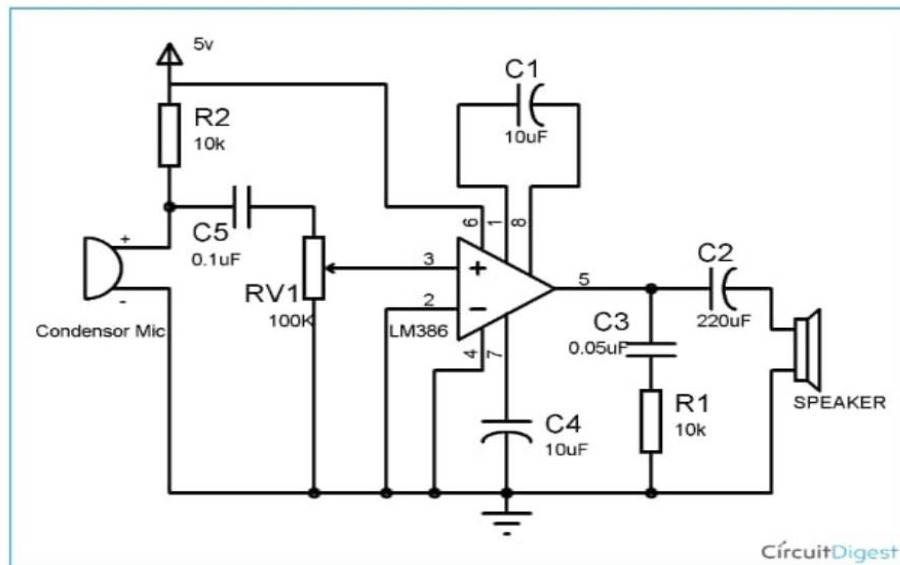 5v
R2
10k
C1
10uF
C5
0.1uF
6
1
8
+
-
Condensor Mic
RV1
100K
3
2
+
-
LM386
4
7
5
C2
220uF
C3
0.05uF
R1
10k
C4
10uF
SPEAKER
CírcuitDigest